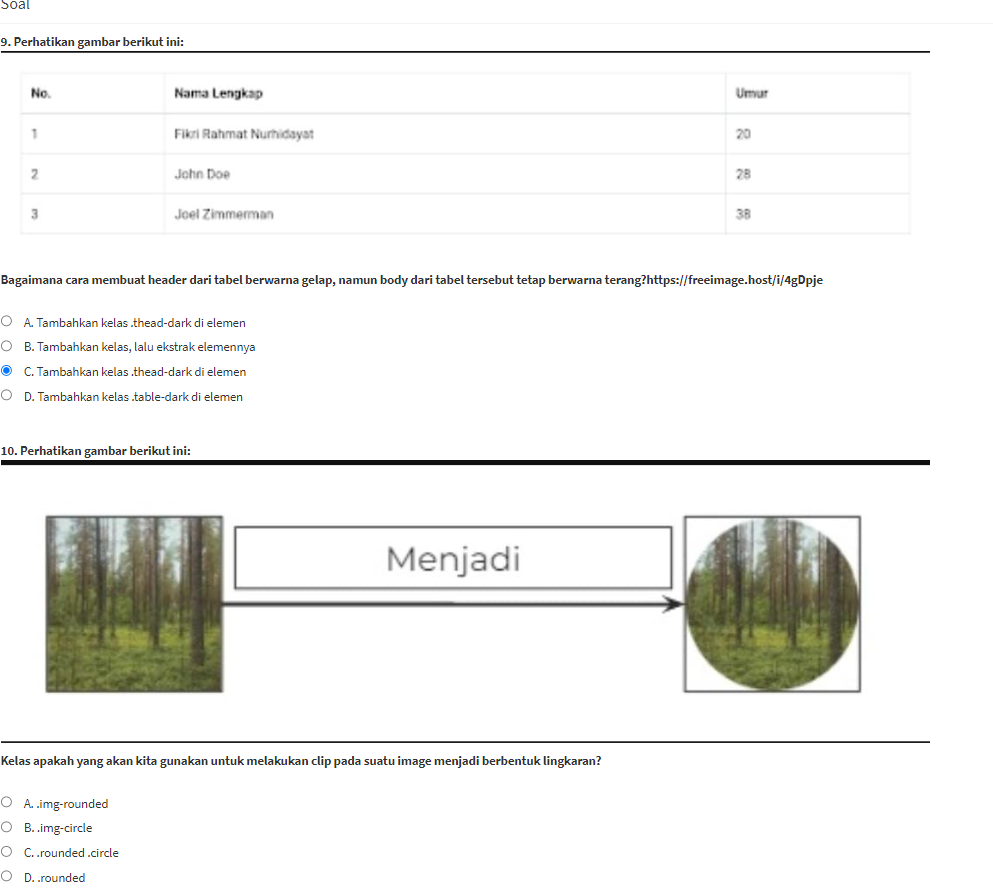 Soal
9. Perhatikan gambar berikut ini:
No. Nama Lengkap Umur
1 Fikri Rahmat Nurhidayat 20
2 John Doe 28
3 Joel Zimmerman 38
Bagaimana cara membuat header dari tabel berwarna gelap, namun body dari tabel tersebut tetap berwarna terang?https://freeimage.host/i/4gDpje
A. Tambahkan kelas .thead-dark di elemen
B. Tambahkan kelas, lalu ekstrak elemennya
C. Tambahkan kelas .thead-dark di elemen
D. Tambahkan kelas .table-dark di elemen
10. Perhatikan gambar berikut ini:
Menjadi
Kelas apakah yang akan kita gunakan untuk melakukan clip pada suatu image menjadi berbentuk lingkaran?
A. .img-rounded
B. .img-circle
C. .rounded .circle
D. .rounded